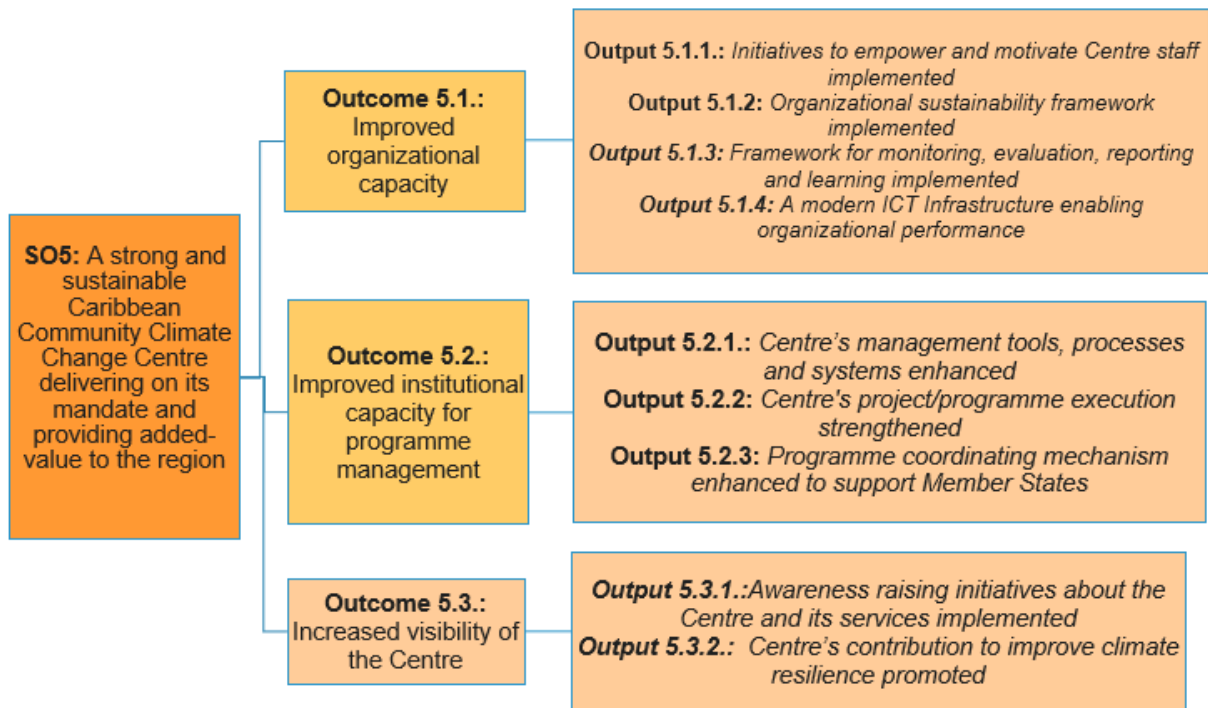 SO5: A strong and
sustainable
Caribbean
Community Climate
Change Centre
delivering on its
mandate and
providing added-
value to the region
Outcome 5.1.:
Improved
organizational
capacity
Output 5.1.1.: Initiatives to empower and motivate Centre staff
implemented
Output 5.1.2: Organizational sustainability framework
implemented
Output 5.1.3: Framework for monitoring, evaluation, reporting
and learning implemented
Output 5.1.4: A modern ICT Infrastructure enabling
organizational performance
Outcome 5.2.:
Improved institutional
capacity for
programme
management
Output 5.2.1.: Centre’s management tools, processes
and systems enhanced
Output 5.2.2: Centre's project/programme execution
strengthened
Output 5.2.3: Programme coordinating mechanism
enhanced to support Member States
Outcome 5.3.:
Increased visibility of
the Centre
Output 5.3.1.:Awareness raising initiatives about the
Centre and its services implemented
Output 5.3.2.: Centre’s contribution to improve climate
resilience promoted